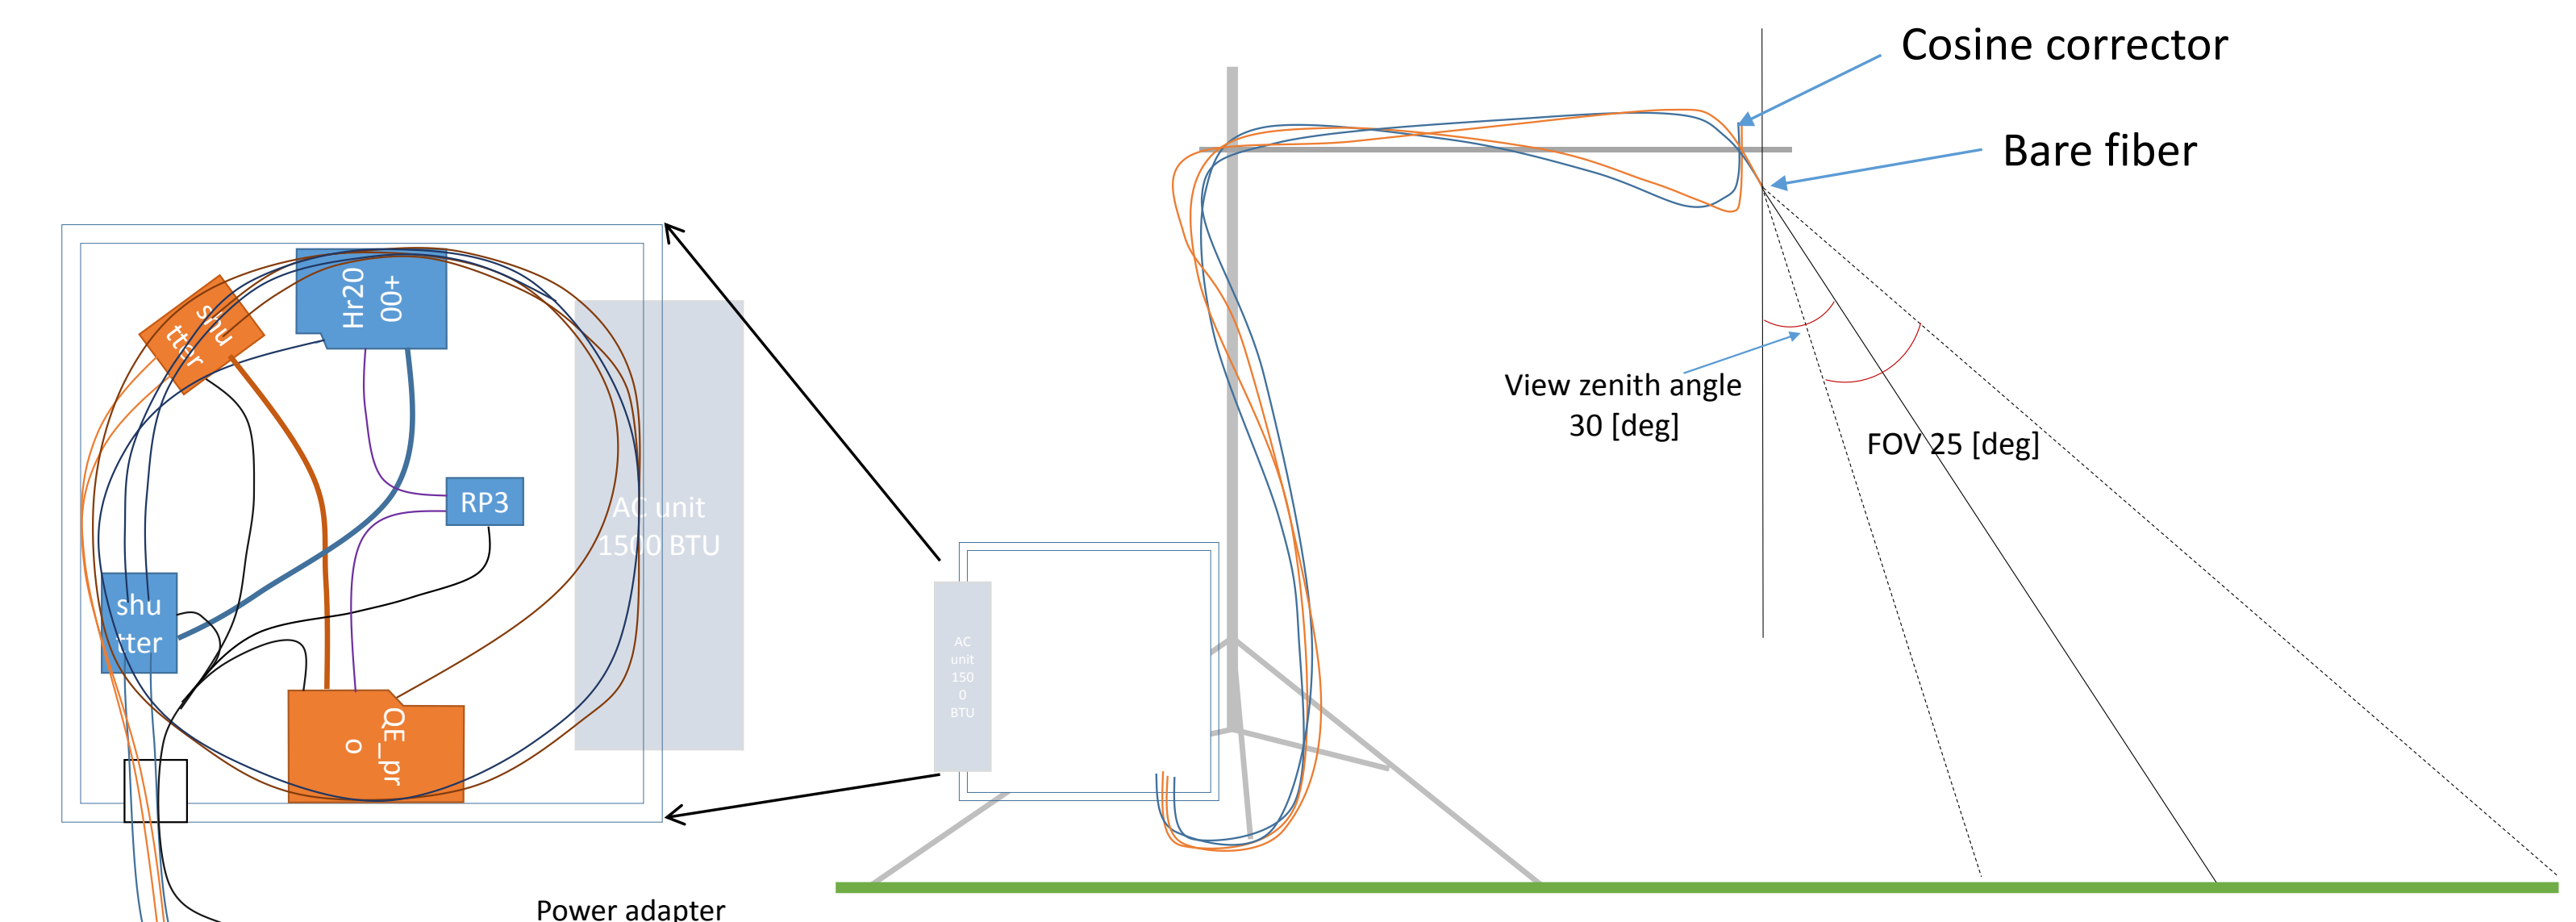 Cosine corrector
Bare fiber
Hr20
00+
shu
tter
View zenith angle
30 [deg]
FOV 25 [deg]
RP3
AC unit
1500 BTU
shu
tter
AC
unit
150
0
BTU
QE_pr
o
Power adapter